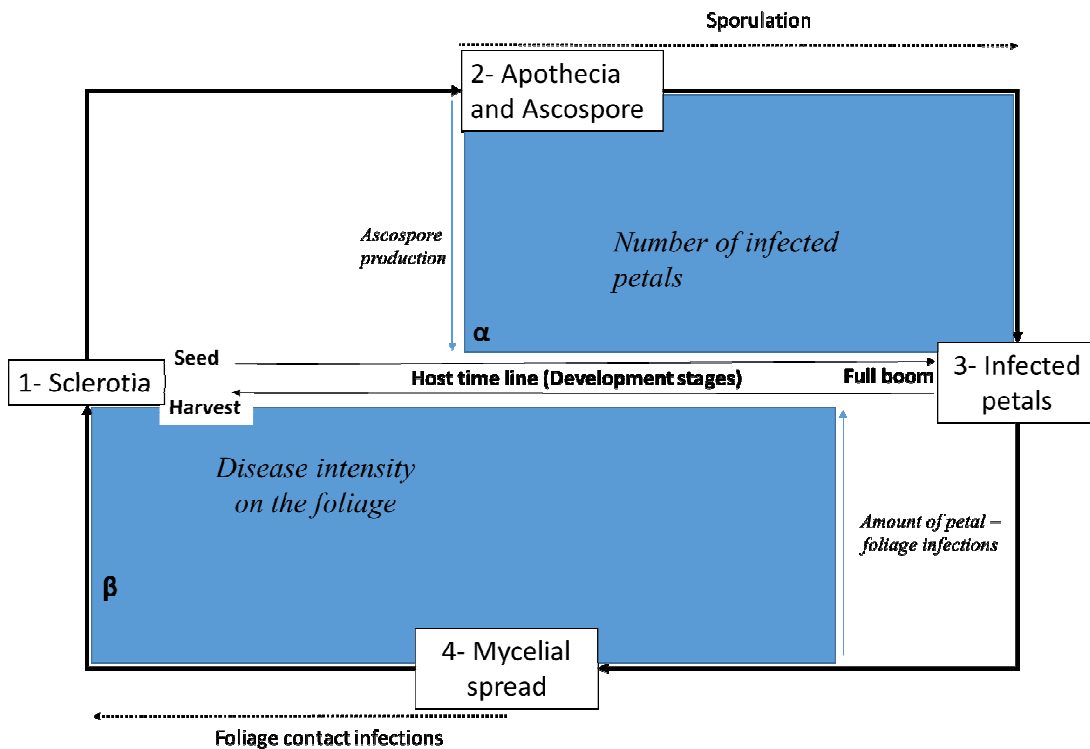 Sporulation
2- Apothecia
and Ascospore
Ascospore
production
Number of infected
petals
α
Seed
1- Sclerotia
Host time line (Development stages)
Full boom
3- Infected
petals
Harvest
Disease intensity
on the foliage
Amount of petal –
foliage infections
β
4- Mycelial
spread
Foliage contact infections